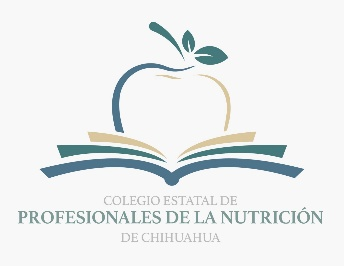 COLEGIO ESTATAL DE
PROFESIONALES DE LA NUTRICIÓN
DE CHIHUAHUA